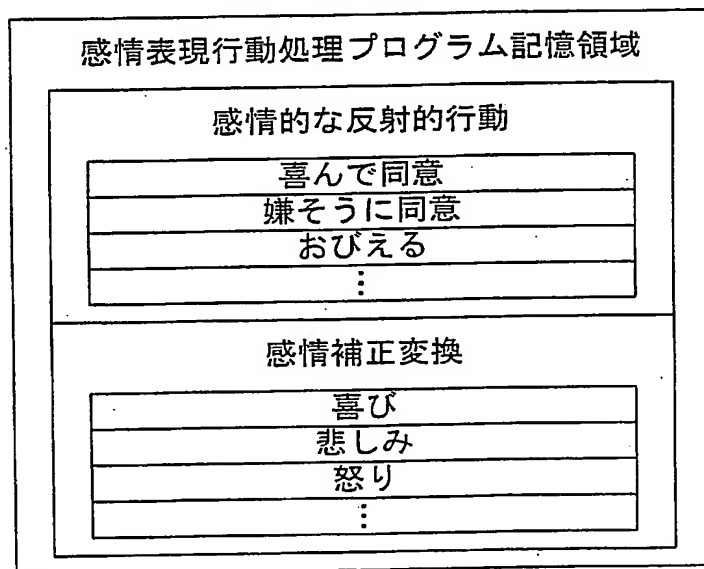 感情表現行動処理プログラム記憶領域
感情的な反射的行動
喜んで同意
嫌そうに同意
おびえる
⋮
感情補正変換
喜び
悲しみ
怒り
⋮